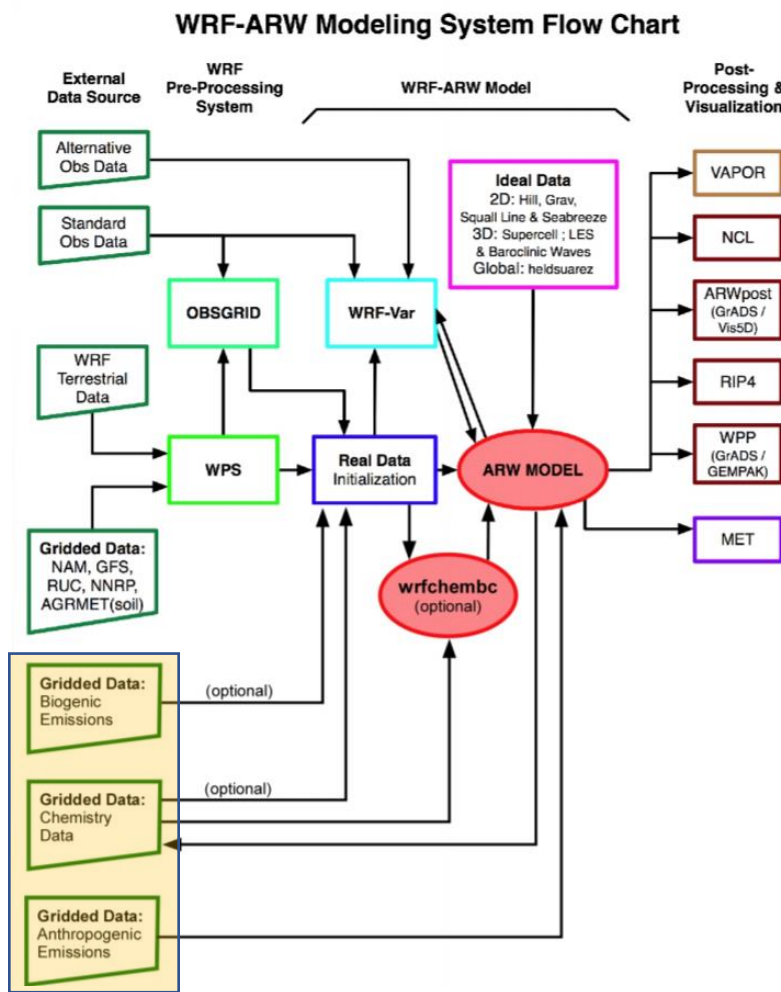 WRF-ARW Modeling System Flow Chart
External
Data Source
WRF
Pre-Processing
System
WRF-ARW Model
Post-
Processing &
Visualization
Alternative
Obs Data
Standard
Obs Data
OBSGRID
WRF-Var
Ideal Data
2D: Hill, Grav,
Squall Line & Seabreeze
3D: Supercell ; LES
& Baroclinic Waves
Global: heldsuarez
VAPOR
NCL
ARWpost
(GrADS /
Vis5D)
RIP4
WPP
(GrADS /
GEMPAK)
MET
WRF
Terrestrial
Data
WPS
Real Data
Initialization
ARW MODEL
Gridded Data:
NAM, GFS,
RUC, NNRP,
AGRMET(soil)
wrfchembc
(optional)
Gridded Data:
Biogenic
Emissions
(optional)
Gridded Data:
Chemistry
Data
(optional)
Gridded Data:
Anthropogenic
Emissions